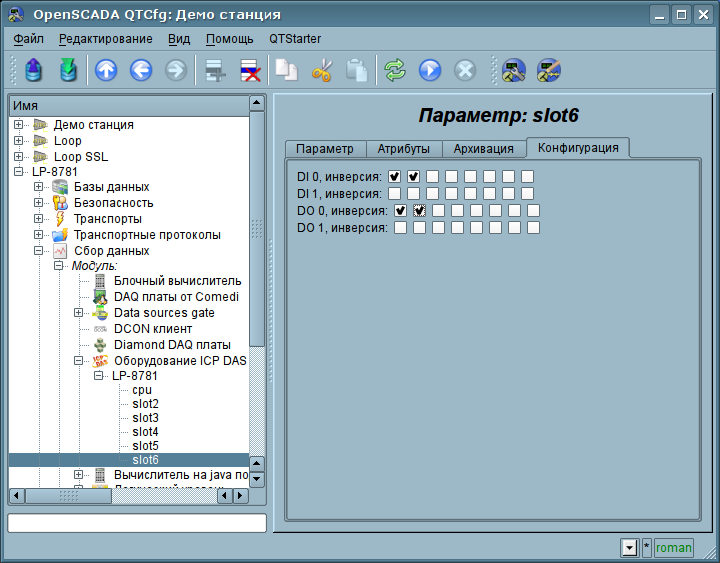 OpenSCADA QTCfg: Демо станция
Файл Редактирование Вид Помощь QTStarter
Имя
Демо станция
Loop
Loop SSL
LP-8781
Базы данных
Безопасность
Транспорты
Транспортные протоколы
Сбор данных
Модуль:
Блочный вычислитель
DAQ платы от Comedi
Data sources gate
DCON клиент
Diamond DAQ платы
Оборудование ICP DAS
LP-8781
cpu
slot2
slot3
slot4
slot5
slot6
Вычислитель на java по
Параметр: slot6
Параметр Атрибуты Архивация Конфигурация
DI 0, инверсия:
DI 1, инверсия:
DO 0, инверсия:
DO 1, инверсия:
* roman